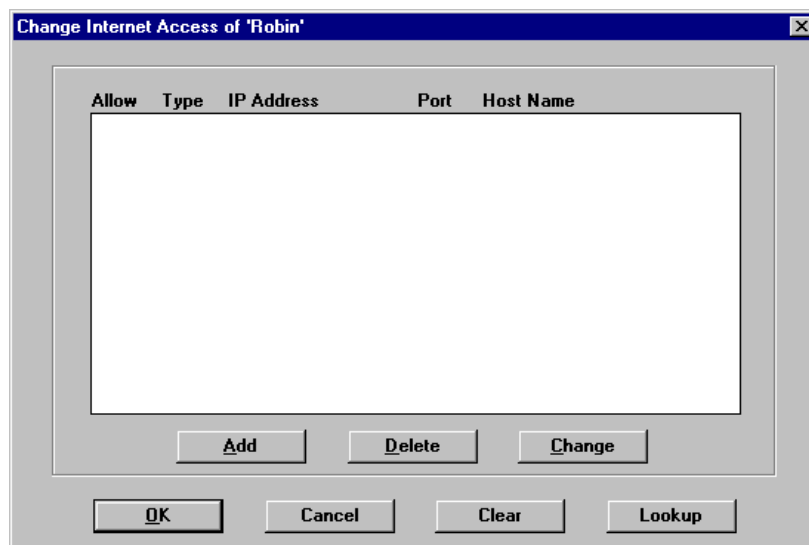 Change Internet Access of 'Robin'
Allow Type IP Address Port Host Name
Add Delete Change
OK Cancel Clear Lookup